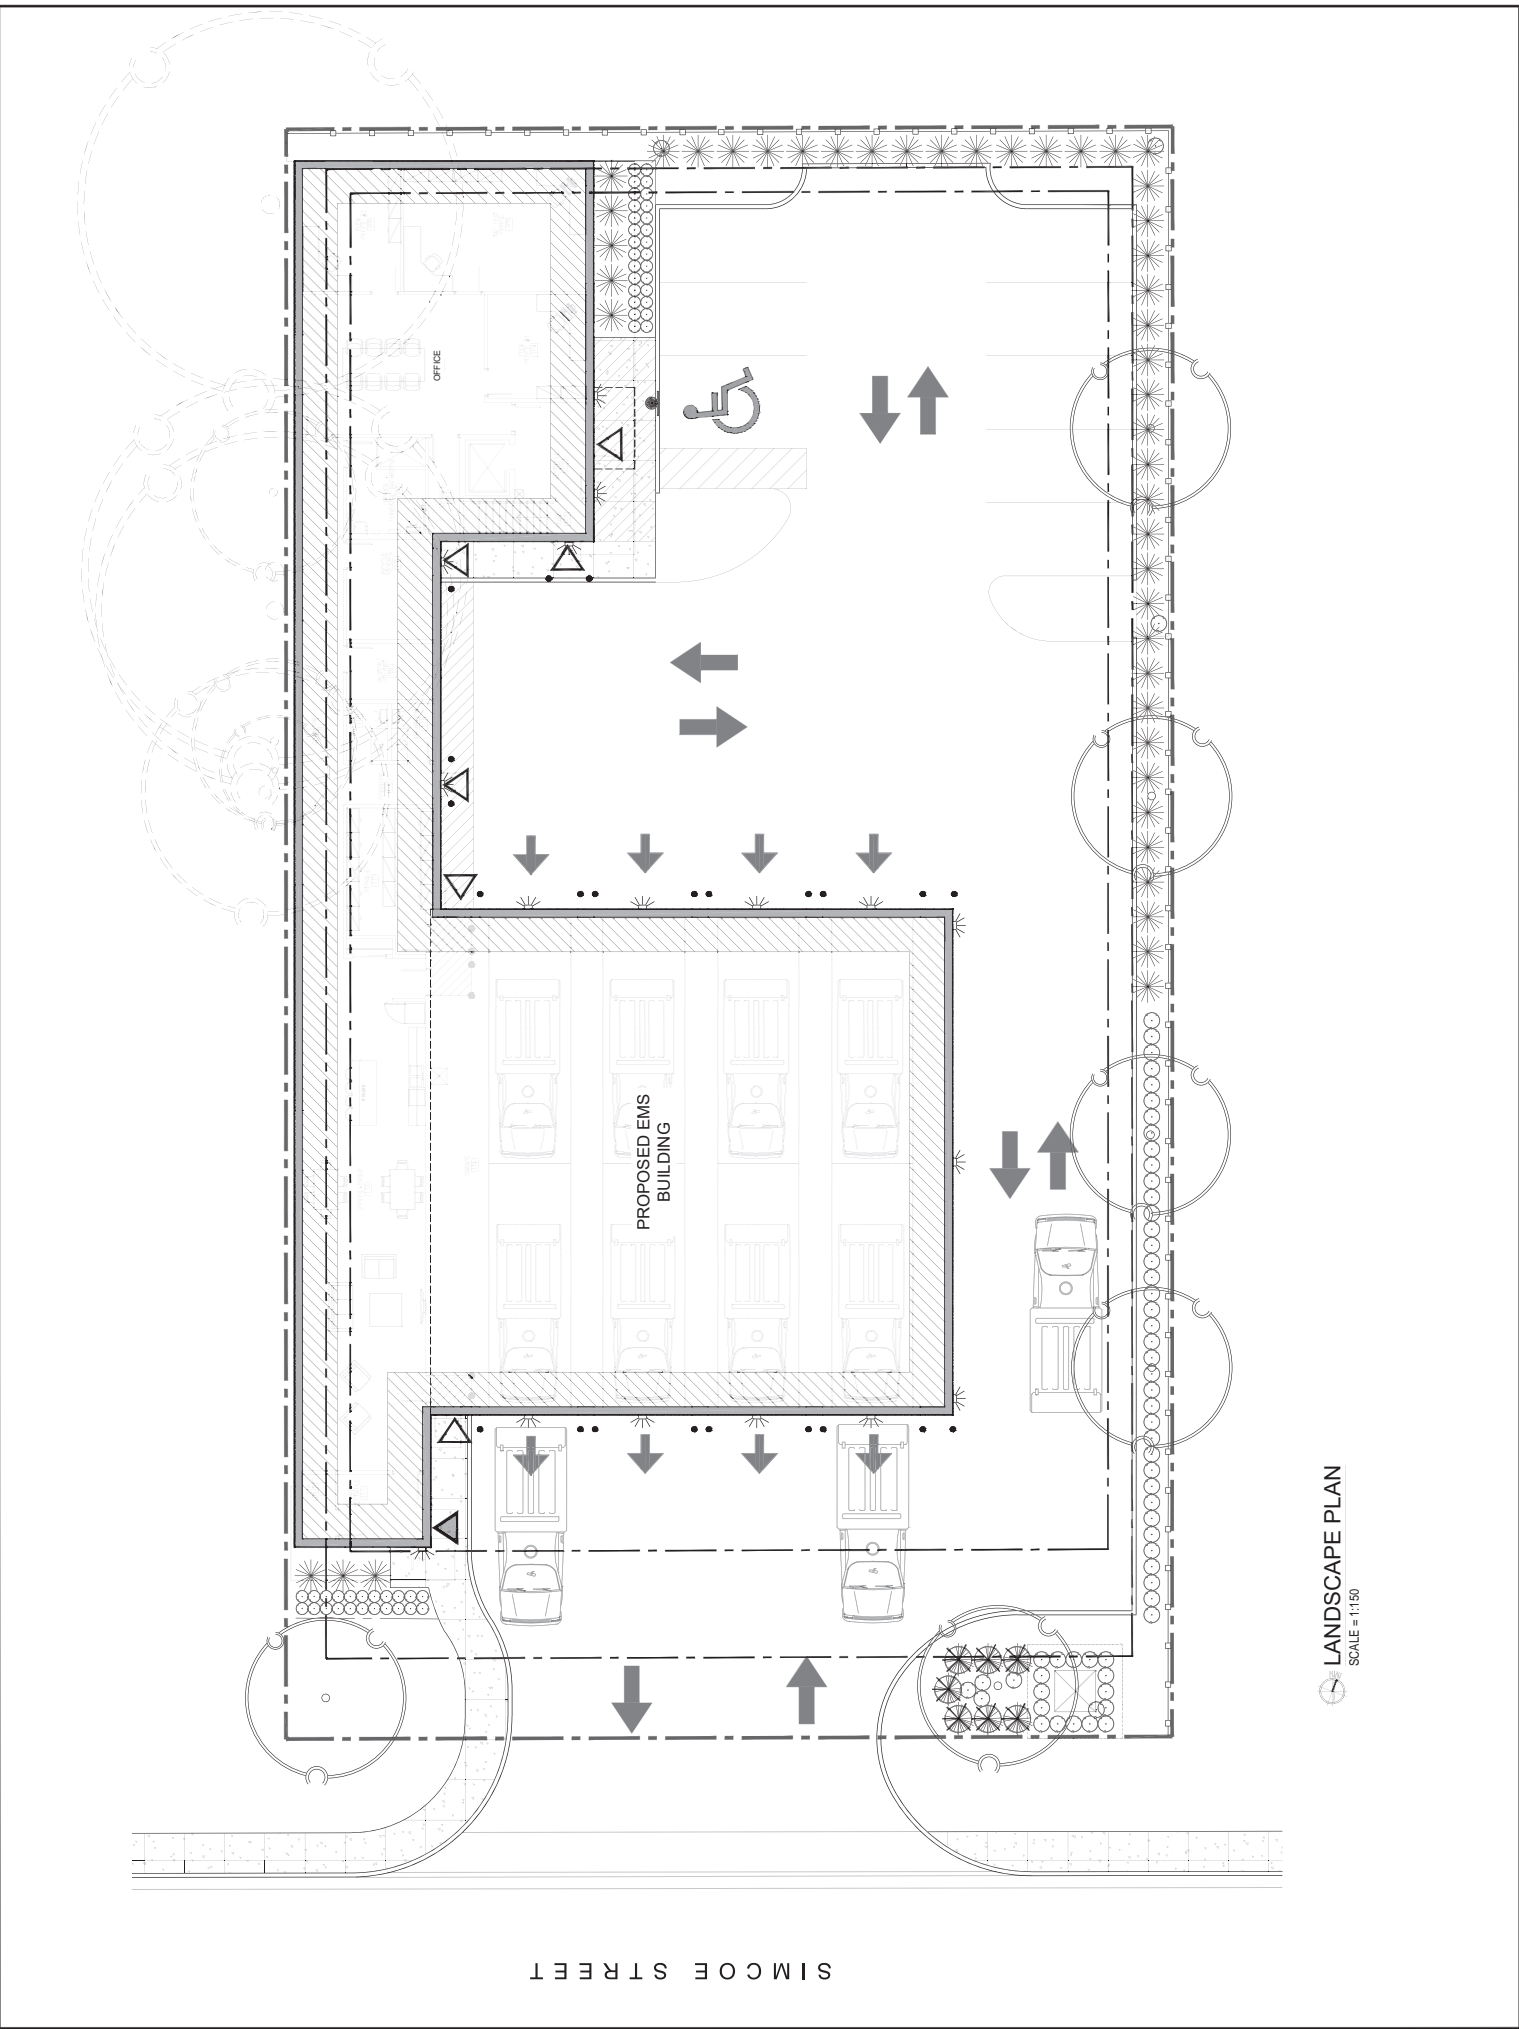 OFFICE
PROPOSED EMS
BUILDING
LANDSCAPE PLAN
SCALE = 1:150
SIMCOE STREET